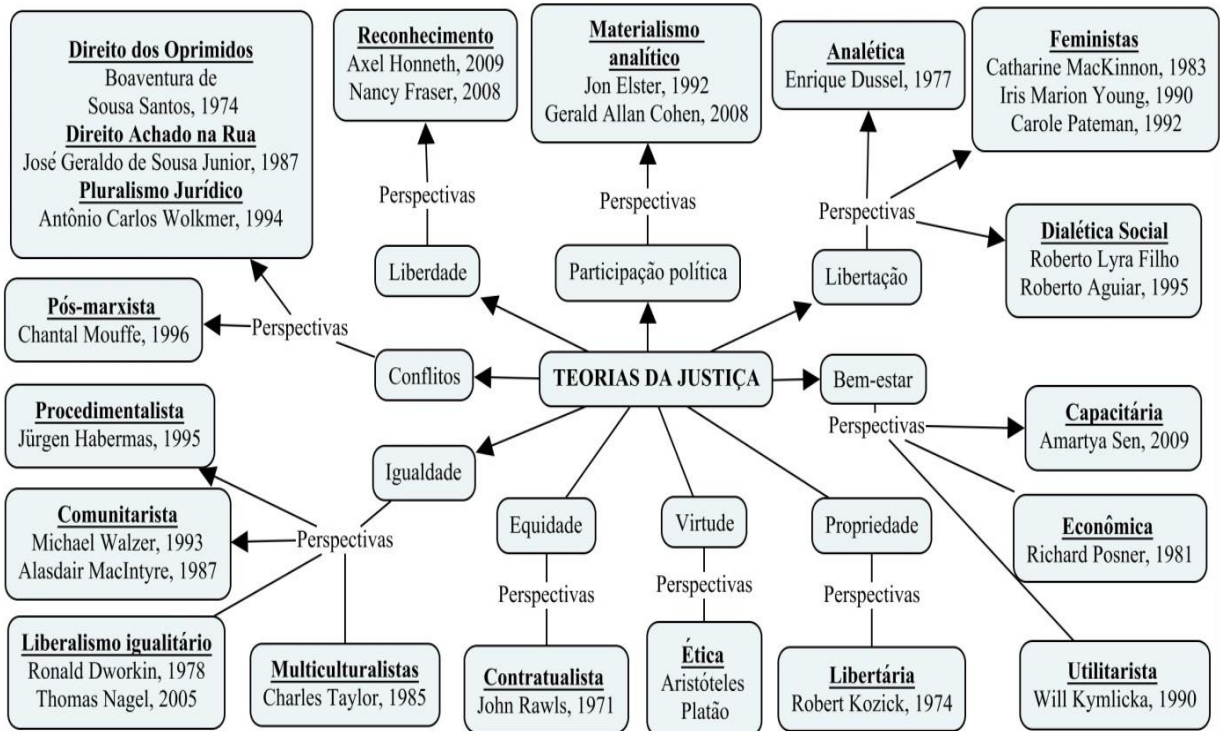 Direito dos Oprimidos
Boaventura de
Sousa Santos, 1974
Direito Achado na Rua
José Geraldo de Sousa Junior, 1987
Pluralismo Jurídico
Antônio Carlos Wolkmer, 1994
Reconhecimento
Axel Honneth, 2009
Nancy Fraser, 2008
Materialismo
analítico
Jon Elster, 1992
Gerald Allan Cohen, 2008
Analética
Enrique Dussel, 1977
Feministas
Catharine MacKinnon, 1983
Iris Marion Young, 1990
Carole Pateman, 1992
Perspectivas
Perspectivas
Perspectivas
Dialética Social
Roberto Lyra Filho
Roberto Aguiar, 1995
Liberdade
Participação política
Libertação
Pós-marxista
Chantal Mouffe, 1996
Perspectivas
Conflitos
TEORIAS DA JUSTIÇA
Bem-estar
Perspectivas
Procedimentalista
Jürgen Habermas, 1995
Capacitária
Amartya Sen, 2009
Igualdade
Comunitarista
Michael Walzer, 1993
Alasdair MacIntyre, 1987
Perspectivas
Equidade
Virtude
Propriedade
Econômica
Richard Posner, 1981
Perspectivas
Perspectivas
Perspectivas
Liberalismo igualitário
Ronald Dworkin, 1978
Thomas Nagel, 2005
Multiculturalistas
Charles Taylor, 1985
Contratualista
John Rawls, 1971
Ética
Aristóteles
Platão
Libertária
Robert Kozick, 1974
Utilitarista
Will Kymlicka, 1990